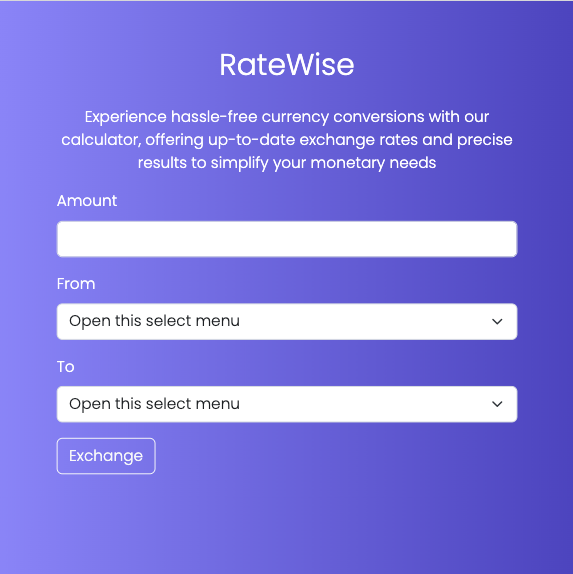 RateWise
Experience hassle-free currency conversions with our
calculator, offering up-to-date exchange rates and precise
results to simplify your monetary needs
Amount
From
Open this select menu
To
Open this select menu
Exchange